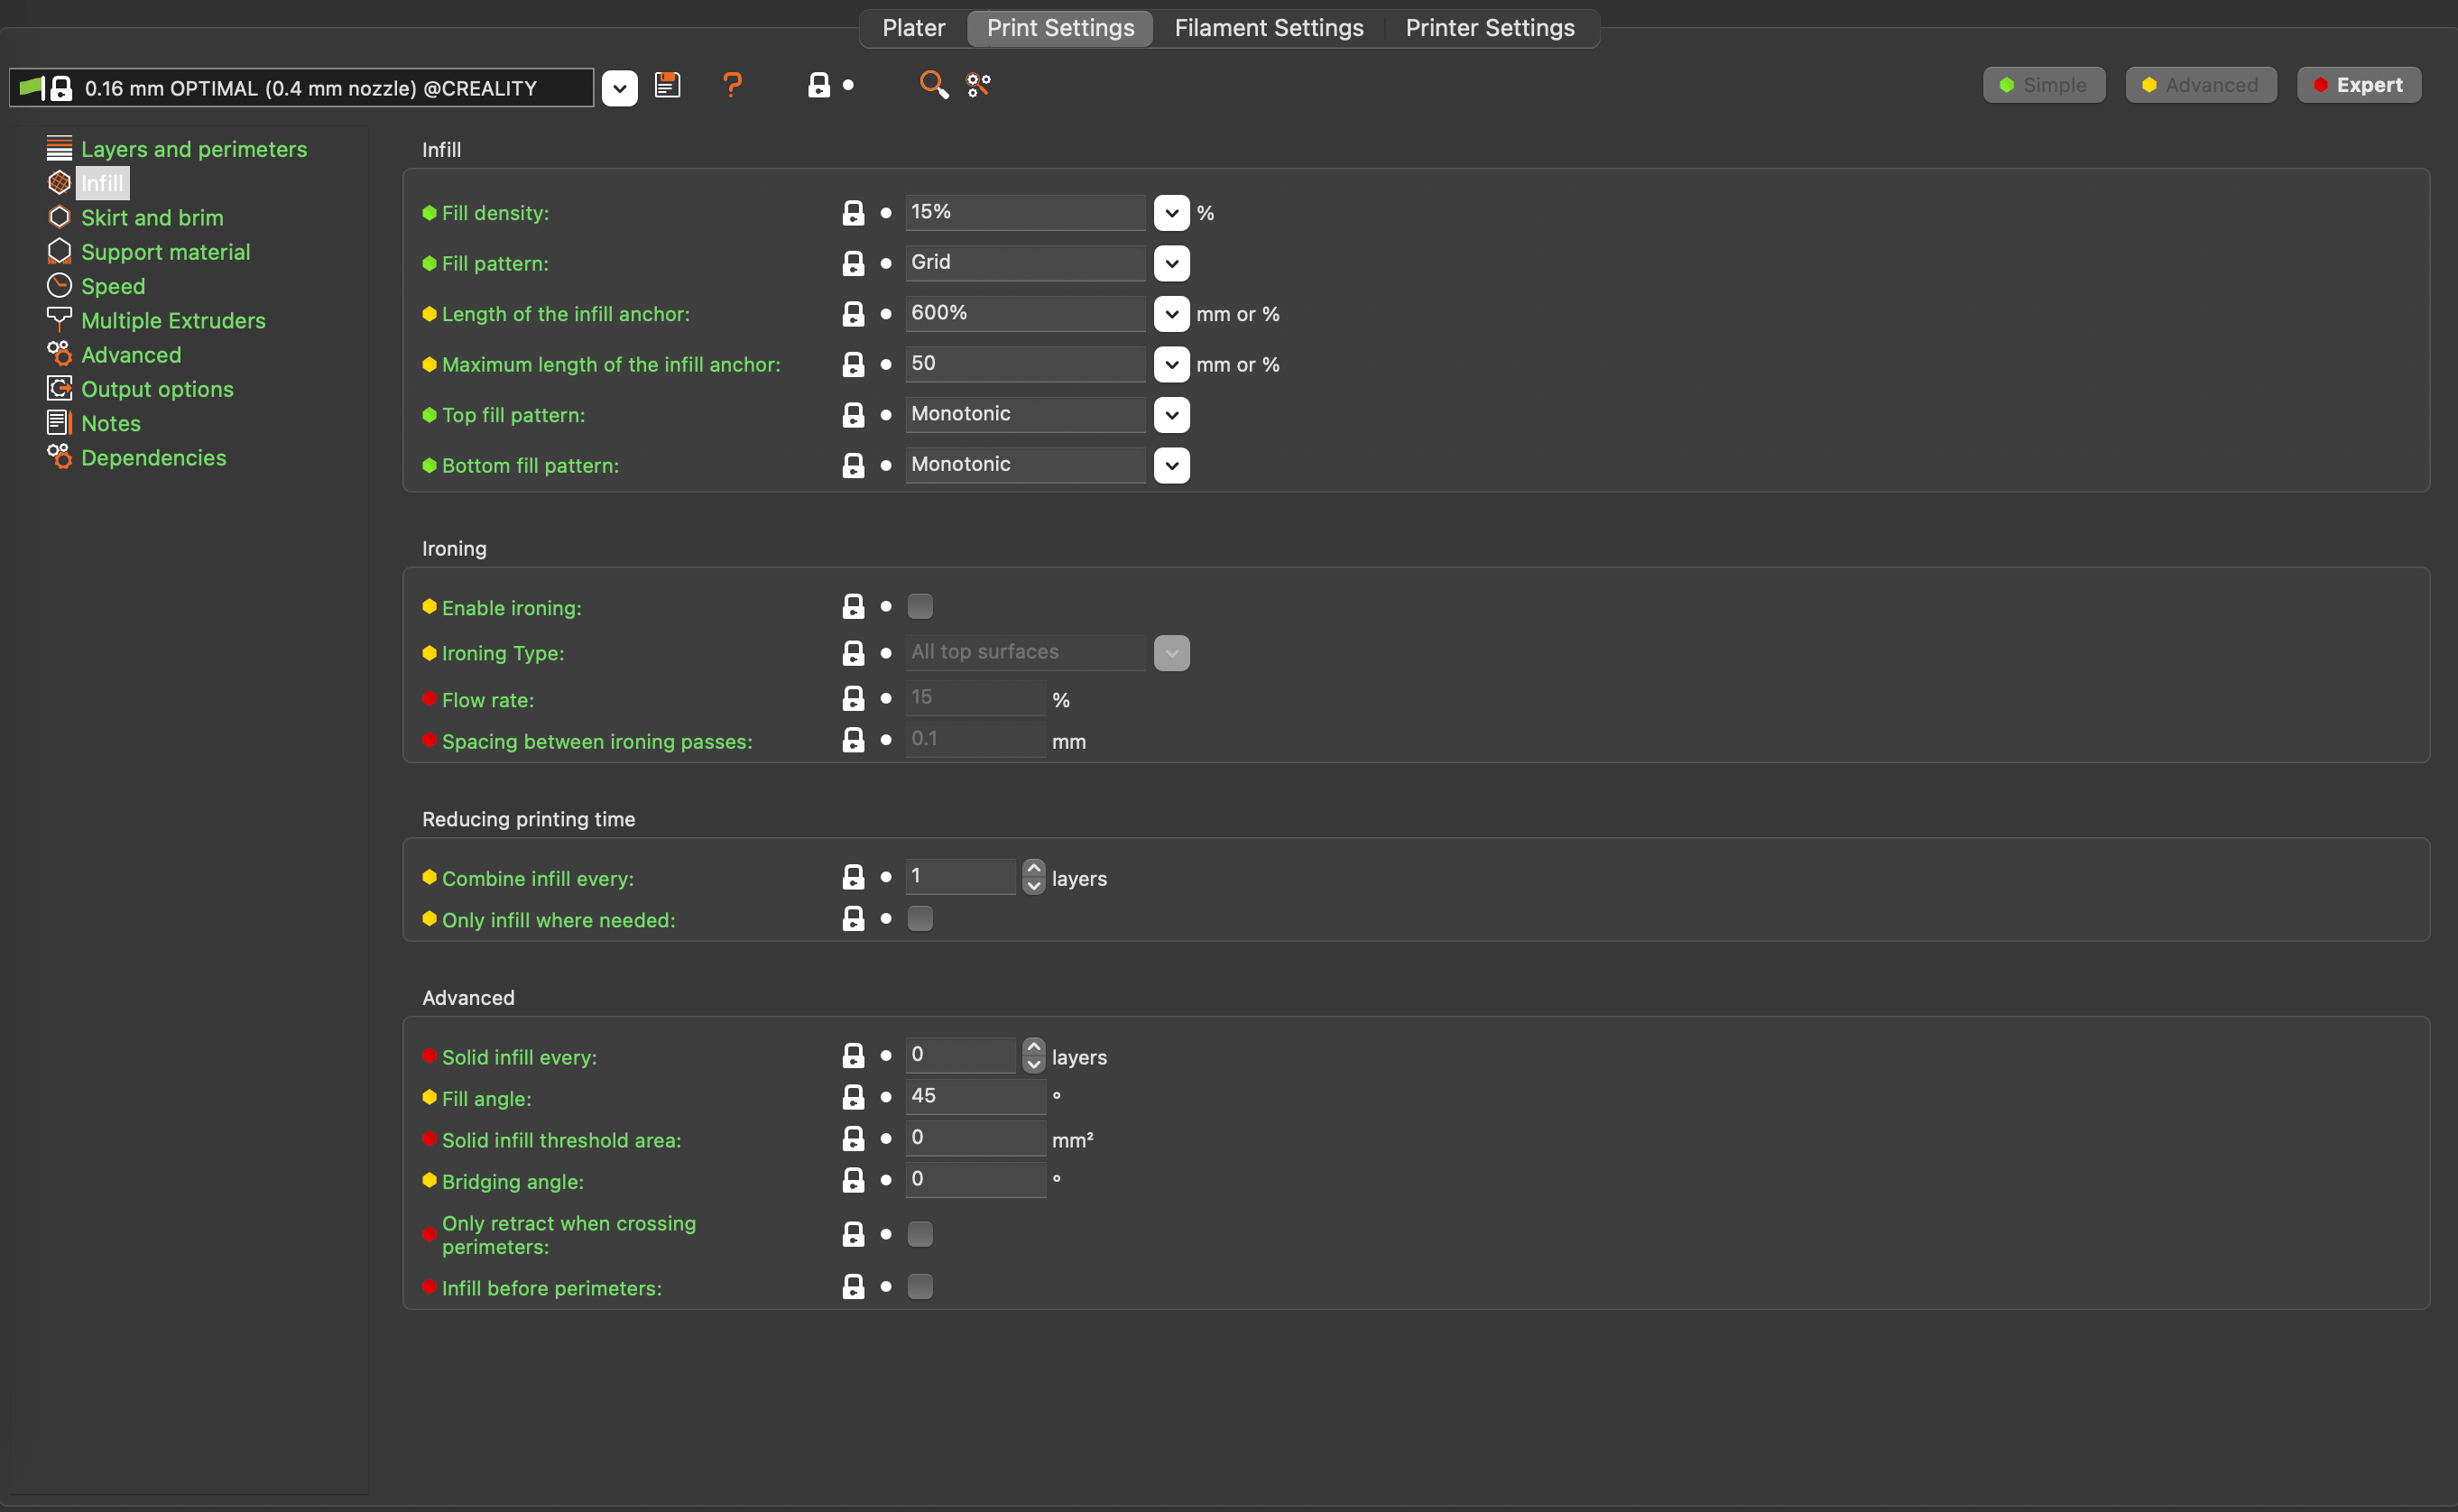 Plater Print Settings Filament Settings Printer Settings
0.16 mm OPTIMAL (0.4 mm nozzle) @CREALITY
Simple Advanced Expert
Layers and perimeters
Infill
Skirt and brim
Support material
Speed
Multiple Extruders
Advanced
Output options
Notes
Dependencies
Infill
Fill density: 15% %
Fill pattern: Grid
Length of the infill anchor: 600% mm or %
Maximum length of the infill anchor: 50 mm or %
Top fill pattern: Monotonic
Bottom fill pattern: Monotonic
Ironing
Enable ironing:
Ironing Type: All top surfaces
Flow rate: 15 %
Spacing between ironing passes: 0.1 mm
Reducing printing time
Combine infill every: 1 layers
Only infill where needed:
Advanced
Solid infill every: 0 layers
Fill angle: 45 °
Solid infill threshold area: 0 mm²
Bridging angle: 0 °
Only retract when crossing
perimeters:
Infill before perimeters: